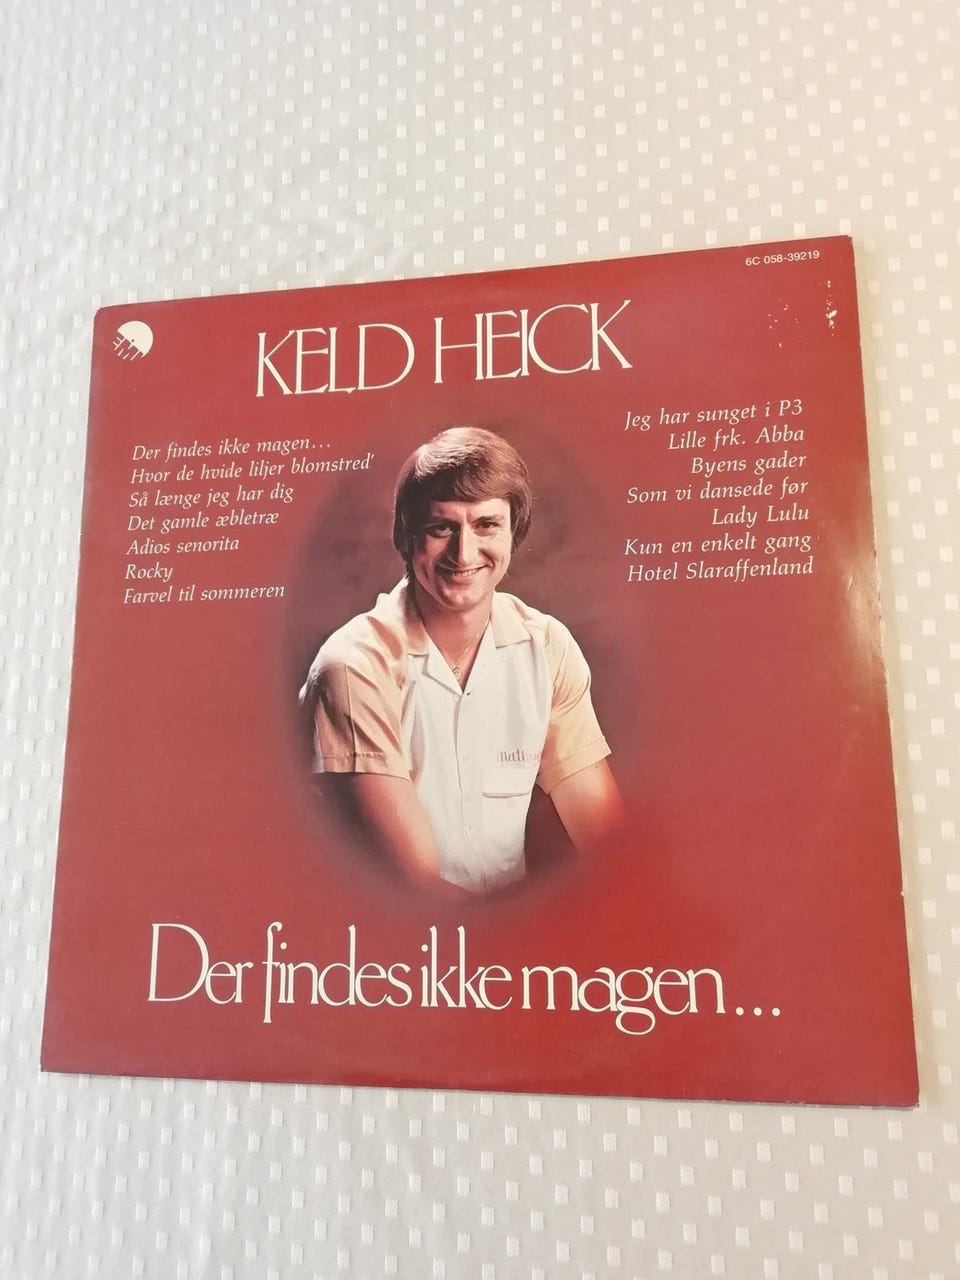 6C 058-39219
KELD HEICK
Der findes ikke magen...
Hvor de hvide liljer blomstred'
Så længe jeg har dig
Det gamle æbletræ
Adios senorita
Rocky
Farvel til sommeren
Jeg har sunget i P3
Lille frk. Abba
Byens gader
Som vi dansede før
Lady Lulu
Kun en enkelt gang
Hotel Slaraffenland
Der findes ikke magen...